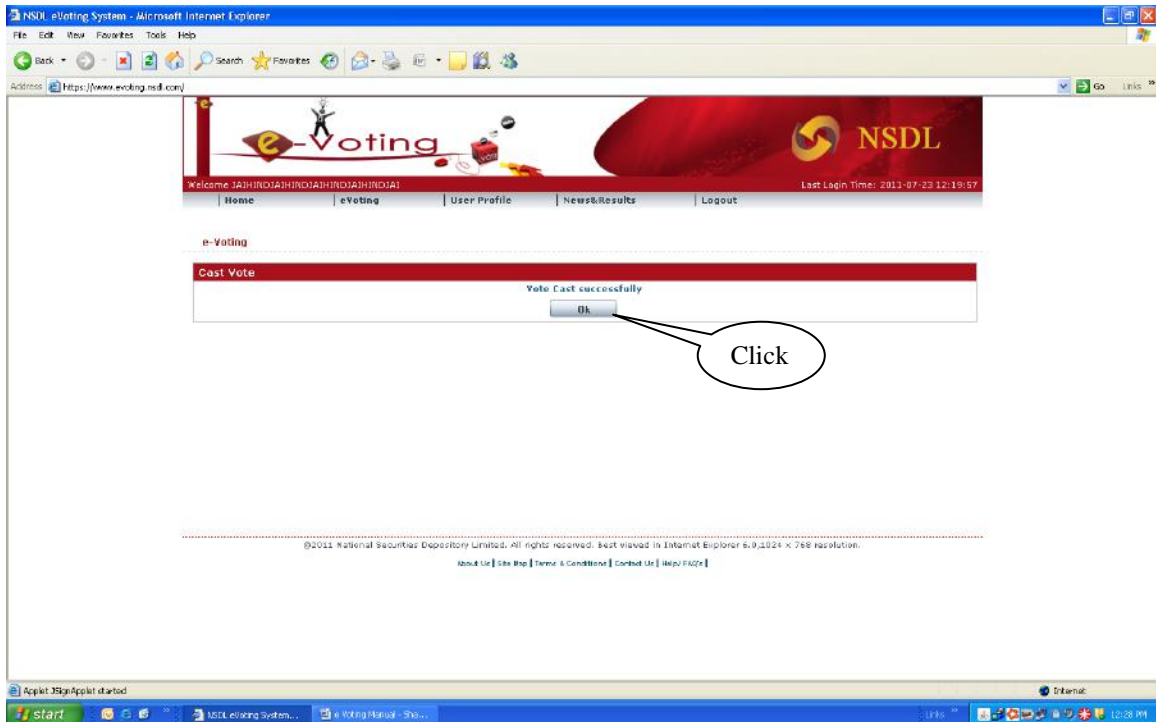 NSDL eVoting System - Microsoft Internet Explorer
File Edit View Favorites Tools Help
Back Search Favorites
Address https://www.evoting.nsdl.com/ Go Links »
e-Voting
vote
NSDL
Welcome JAIHINDJAIHINDJAIHINDJAIHINDJAI Last Login Time: 2011-07-23 12:19:57
Home eVoting User Profile News&Results Logout
e-Voting
Cast Vote
Vote Cast successfully
Ok
Click
@2011 National Securities Depository Limited. All rights reserved. Best viewed in Internet Explorer 6.0,1024 x 768 resolution.
About Us | Site Map | Terms & Conditions | Contact Us | Help/ FAQ's |
Applet JSignApplet started Internet
start » NSDL eVoting System... e Voting Manual - Sha... Links » 12:28 PM